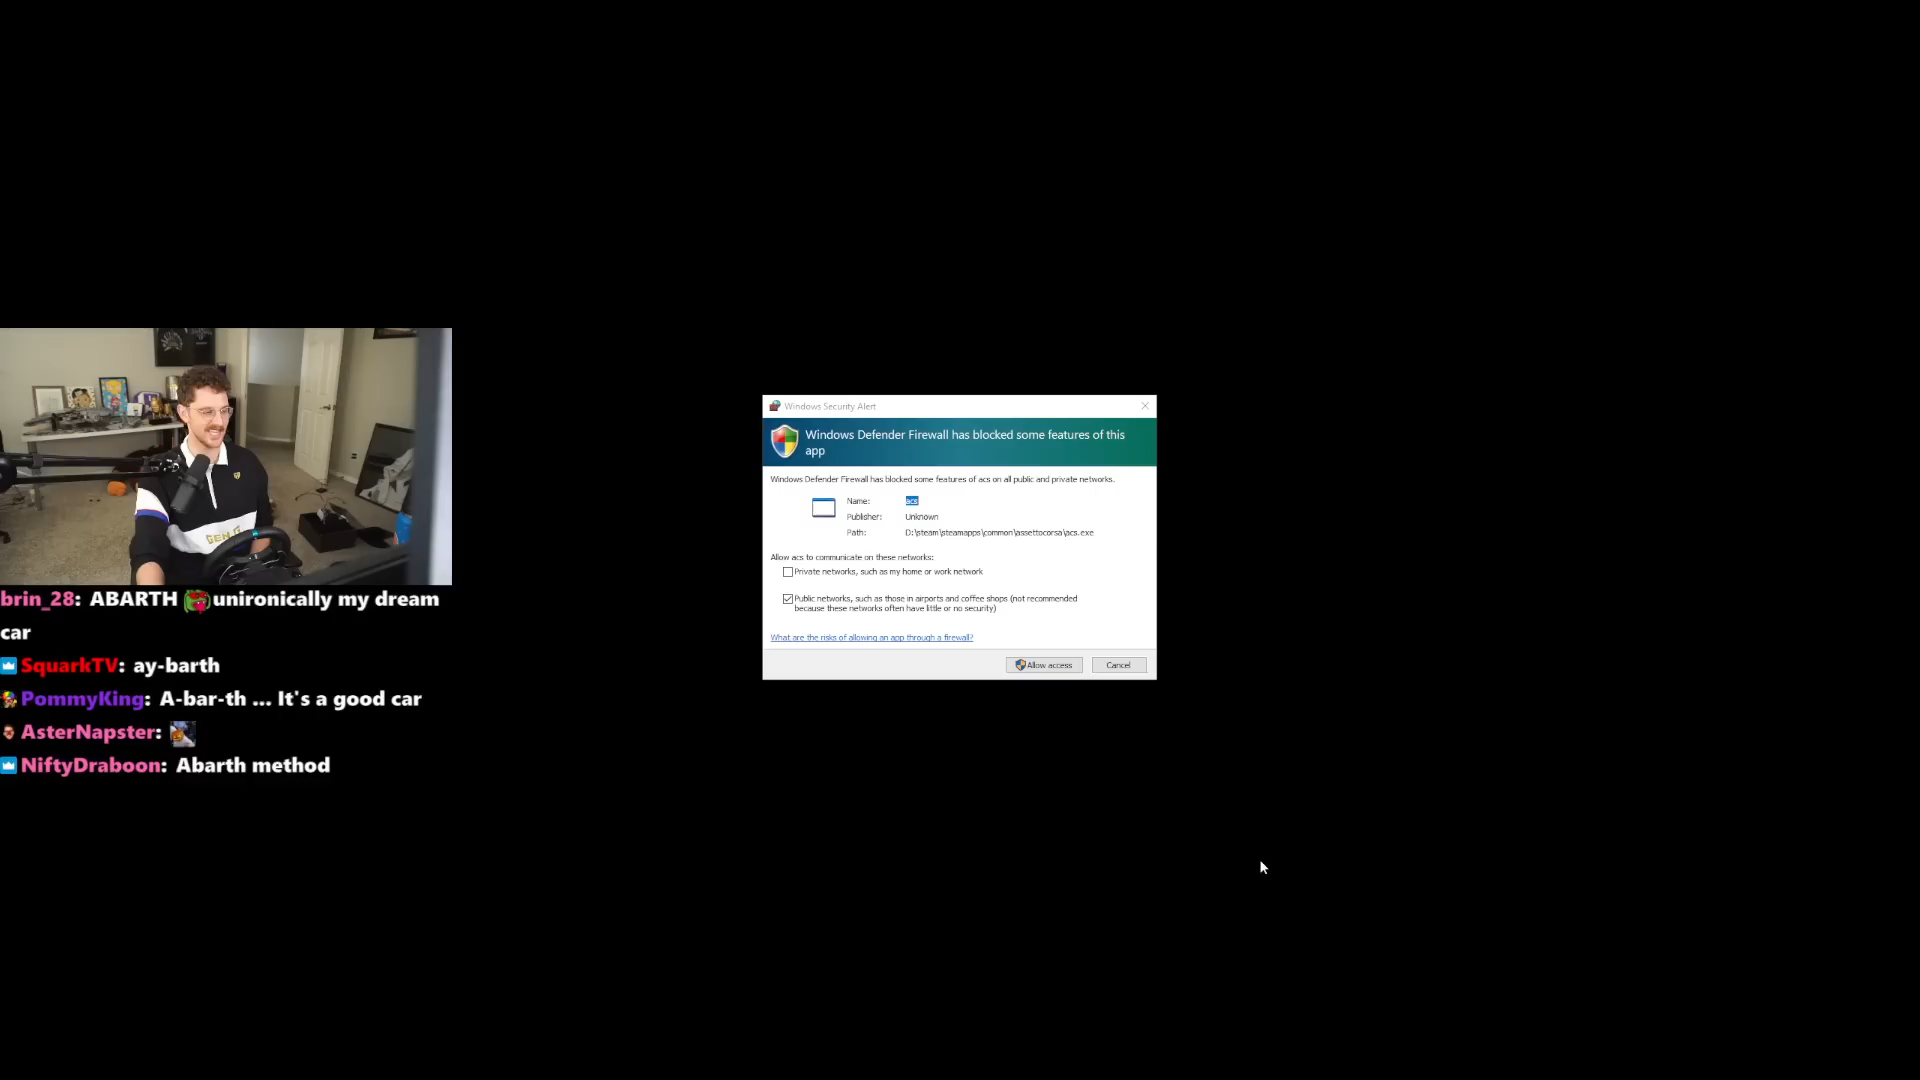 Windows Security Alert
Windows Defender Firewall has blocked some features of this
app
Windows Defender Firewall has blocked some features of acs on all public and private networks.
Name: acs
Publisher: Unknown
Path: D:\steam\steamapps\common\assettocorsa\acs.exe
Allow acs to communicate on these networks:
Private networks, such as my home or work network
Public networks, such as those in airports and coffee shops (not recommended
because these networks often have little or no security)
What are the risks of allowing an app through a firewall?
Allow access Cancel
GEN.G
brin_28: ABARTH unironically my dream
car
SquarkTV: ay-barth
PommyKing: A-bar-th ... It's a good car
AsterNapster:
NiftyDraboon: Abarth method